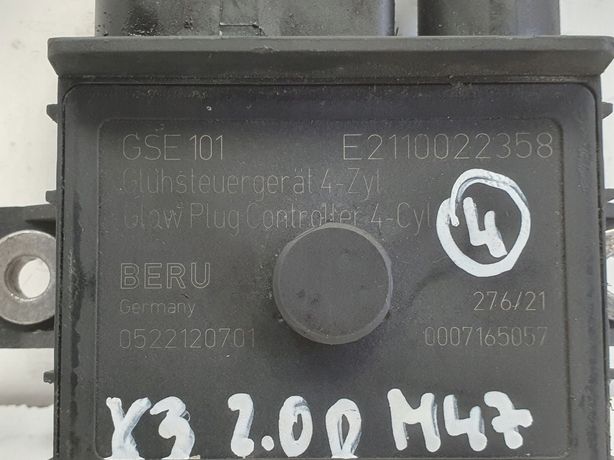 GSE 101 E2110022358
Glühsteuergerät 4-Zyl
Glow Plug Controller 4-Cyl
4
BERU
Germany 276/21
0522120701 0007165057
X3 2.0D M47